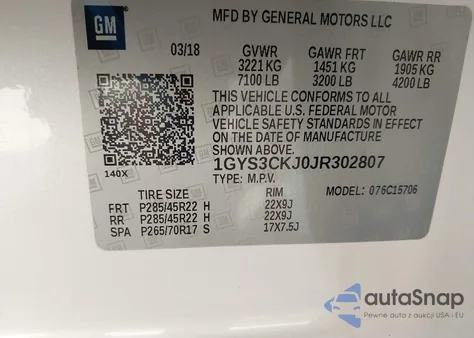 MFD BY GENERAL MOTORS LLC
GM
03/18 GVWR GAWR FRT GAWR RR
3221 KG 1451 KG 1905 KG
7100 LB 3200 LB 4200 LB
THIS VEHICLE CONFORMS TO ALL
APPLICABLE U.S. FEDERAL MOTOR
VEHICLE SAFETY STANDARDS IN EFFECT
ON THE DATE OF MANUFACTURE
SHOWN ABOVE.
140X 1GYS3CKJ0JR302807
TYPE: M.P.V.
TIRE SIZE RIM MODEL: 076C15706
FRT P285/45R22 H 22X9J
RR P285/45R22 H 22X9J
SPA P265/70R17 S 17X7.5J
autoSnap
Pewne auta z aukcji USA i EU